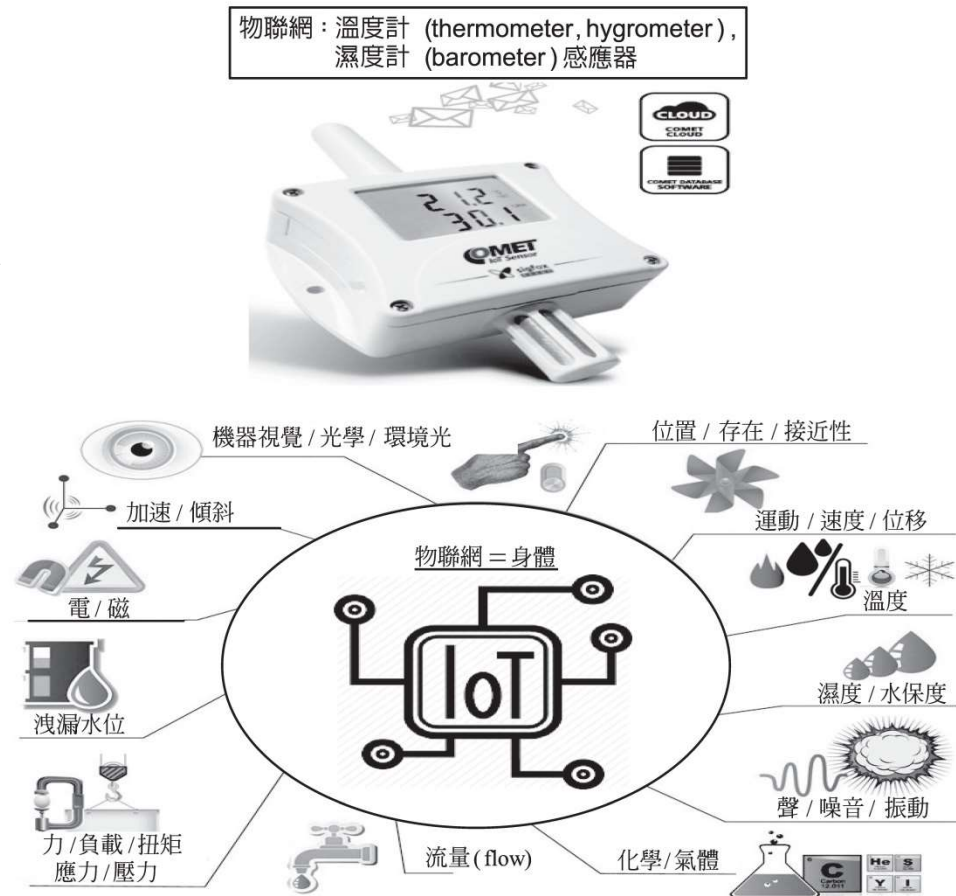 物聯網：溫度計 (thermometer, hygrometer),
濕度計 (barometer) 感應器
CLOUD
COMET
CLOUD
COMET DATABASE
SOFTWARE
21.2
30.1
COMET
IoT Sensor
sigfox
機器視覺 / 光學 / 環境光
位置 / 存在 / 接近性
加速 / 傾斜
運動 / 速度 / 位移
物聯網＝身體
電 / 磁
溫度
IoT
洩漏/水位
濕度 / 水保度
聲 / 噪音 / 振動
力 / 負載 / 扭矩
應力 / 壓力
流量 (flow)
化學 / 氣體
C
Carbon
12.011
He
S
Y
I